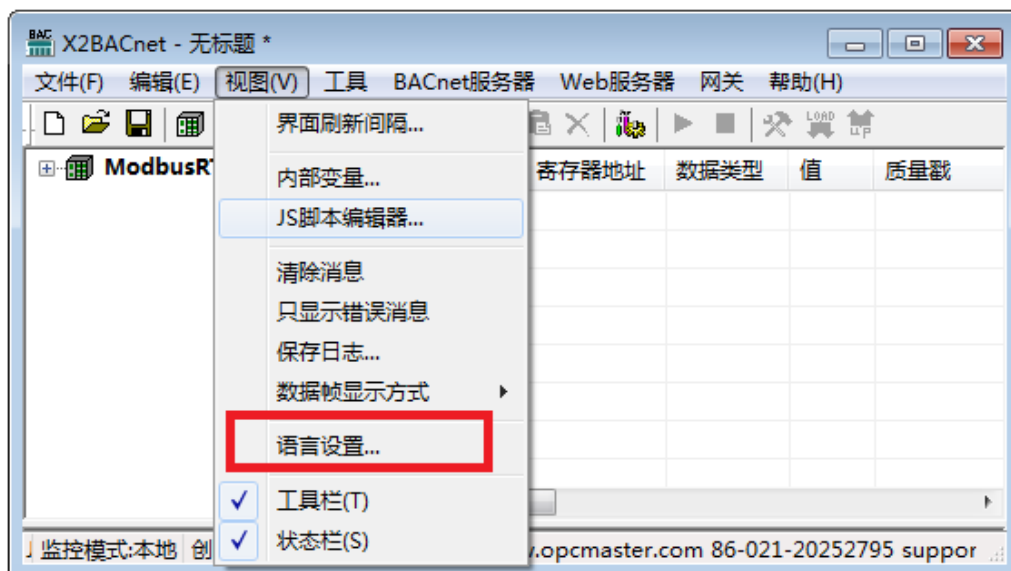 BAC X2BACnet - 无标题 *
文件(F) 编辑(E) 视图(V) 工具 BACnet服务器 Web服务器 网关 帮助(H)
界面刷新间隔...
LOAD
UP
ModbusR
寄存器地址 数据类型 值 质量戳
内部变量...
JS脚本编辑器...
清除消息
只显示错误消息
保存日志...
数据帧显示方式
语言设置...
工具栏(T)
状态栏(S)
监控模式:本地 创
.opcmaster.com 86-021-20252795 suppor